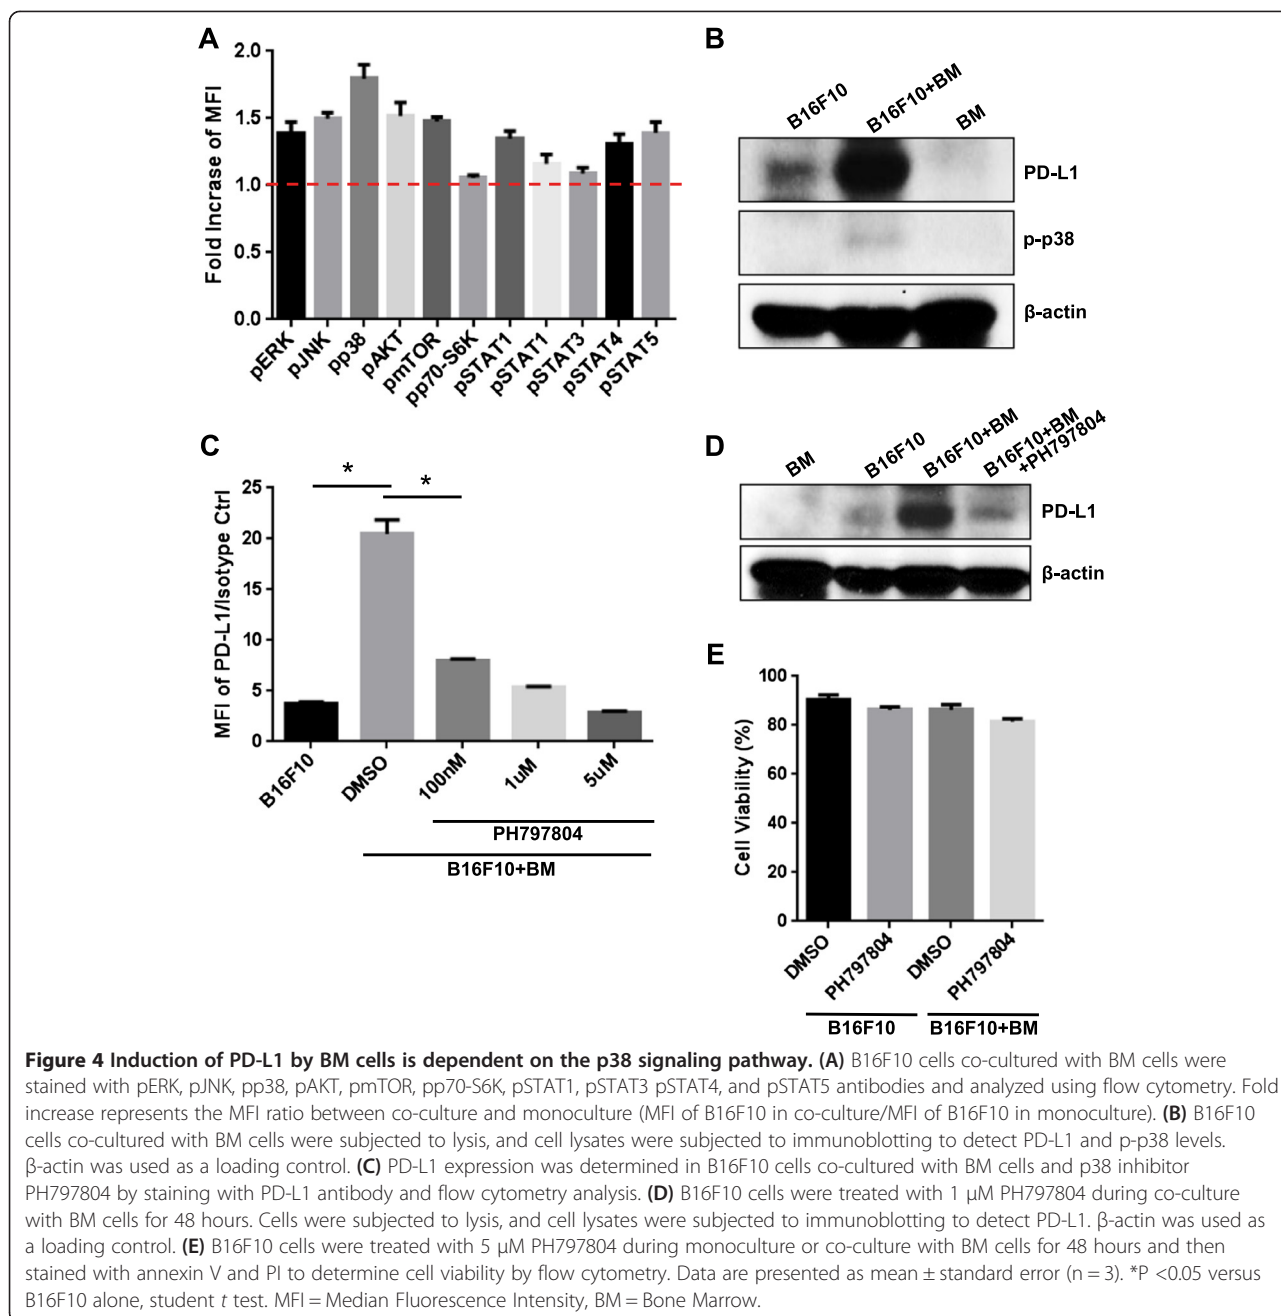 A
Fold Incrase of MFI
2.0
1.5
1.0
0.5
0.0
pERK
pJNK
pp38
pAKT
pmTOR
pp70-S6K
pSTAT1
pSTAT1
pSTAT3
pSTAT4
pSTAT5
B
B16F10
B16F10+BM
BM
PD-L1
p-p38
β-actin
C
MFI of PD-L1/Isotype Ctrl
25
20
15
10
5
0
*
*
B16F10
DMSO
100nM
1uM
5uM
PH797804
B16F10+BM
D
BM
B16F10
B16F10+BM
B16F10+BM
+PH797804
PD-L1
β-actin
E
Cell Viability (%)
100
80
60
40
20
0
DMSO
PH797804
DMSO
PH797804
B16F10
B16F10+BM
Figure 4 Induction of PD-L1 by BM cells is dependent on the p38 signaling pathway. (A) B16F10 cells co-cultured with BM cells were
stained with pERK, pJNK, pp38, pAKT, pmTOR, pp70-S6K, pSTAT1, pSTAT3 pSTAT4, and pSTAT5 antibodies and analyzed using flow cytometry. Fold
increase represents the MFI ratio between co-culture and monoculture (MFI of B16F10 in co-culture/MFI of B16F10 in monoculture). (B) B16F10
cells co-cultured with BM cells were subjected to lysis, and cell lysates were subjected to immunoblotting to detect PD-L1 and p-p38 levels.
β-actin was used as a loading control. (C) PD-L1 expression was determined in B16F10 cells co-cultured with BM cells and p38 inhibitor
PH797804 by staining with PD-L1 antibody and flow cytometry analysis. (D) B16F10 cells were treated with 1 μM PH797804 during co-culture
with BM cells for 48 hours. Cells were subjected to lysis, and cell lysates were subjected to immunoblotting to detect PD-L1. β-actin was used as
a loading control. (E) B16F10 cells were treated with 5 μM PH797804 during monoculture or co-culture with BM cells for 48 hours and then
stained with annexin V and PI to determine cell viability by flow cytometry. Data are presented as mean ± standard error (n = 3). *P <0.05 versus
B16F10 alone, student t test. MFI = Median Fluorescence Intensity, BM = Bone Marrow.